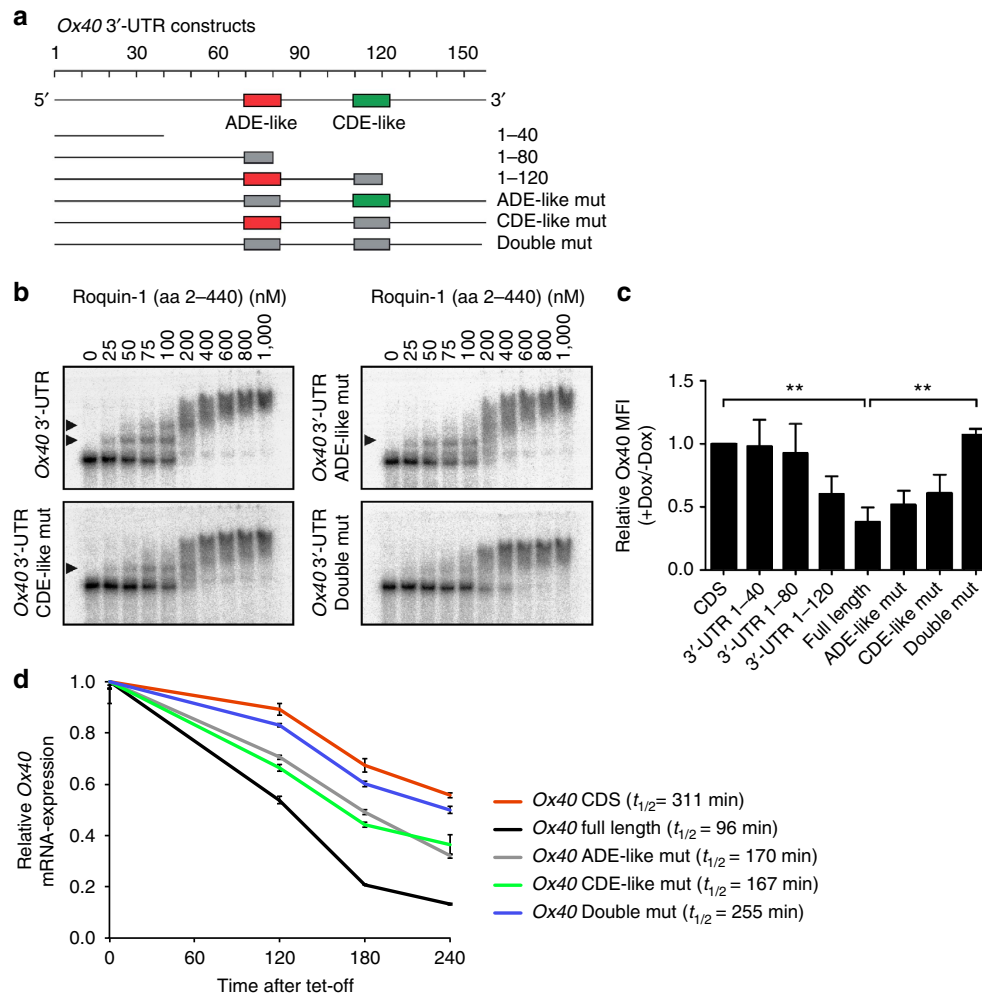 a
Ox40 3′-UTR constructs
1 30 60 90 120 150
5′ 3′
ADE-like CDE-like
1–40
1–80
1–120
ADE-like mut
CDE-like mut
Double mut
b
Roquin-1 (aa 2–440) (nM)
0 25 50 75 100 200 400 600 800 1,000
Ox40 3′-UTR
Roquin-1 (aa 2–440) (nM)
0 25 50 75 100 200 400 600 800 1,000
Ox40 3′-UTR
ADE-like mut
Ox40 3′-UTR
CDE-like mut
Ox40 3′-UTR
Double mut
c
Relative Ox40 MFI
(+Dox/-Dox)
1.5
1.0
0.5
0.0
** **
CDS
3′-UTR 1–40
3′-UTR 1–80
3′-UTR 1–120
Full length
ADE-like mut
CDE-like mut
Double mut
d
Relative Ox40
mRNA-expression
1.0
0.8
0.6
0.4
0.2
0.0
0 60 120 180 240
Time after tet-off
Ox40 CDS (t1/2= 311 min)
Ox40 full length (t1/2 = 96 min)
Ox40 ADE-like mut (t1/2 = 170 min)
Ox40 CDE-like mut (t1/2 = 167 min)
Ox40 Double mut (t1/2 = 255 min)